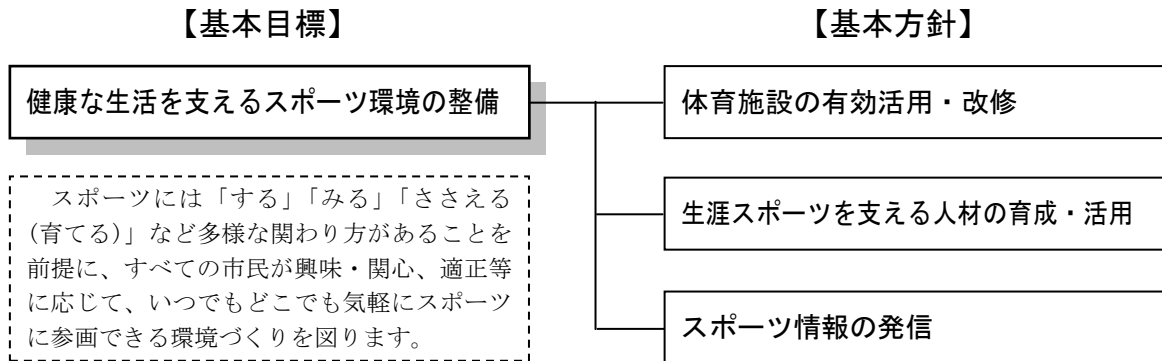 【基本目標】
【基本方針】
健康な生活を支えるスポーツ環境の整備
体育施設の有効活用・改修
スポーツには「する」「みる」「ささえる
(育てる)」など多様な関わり方があることを
前提に、すべての市民が興味・関心、適正等
に応じて、いつでもどこでも気軽にスポーツ
に参画できる環境づくりを図ります。
生涯スポーツを支える人材の育成・活用
スポーツ情報の発信